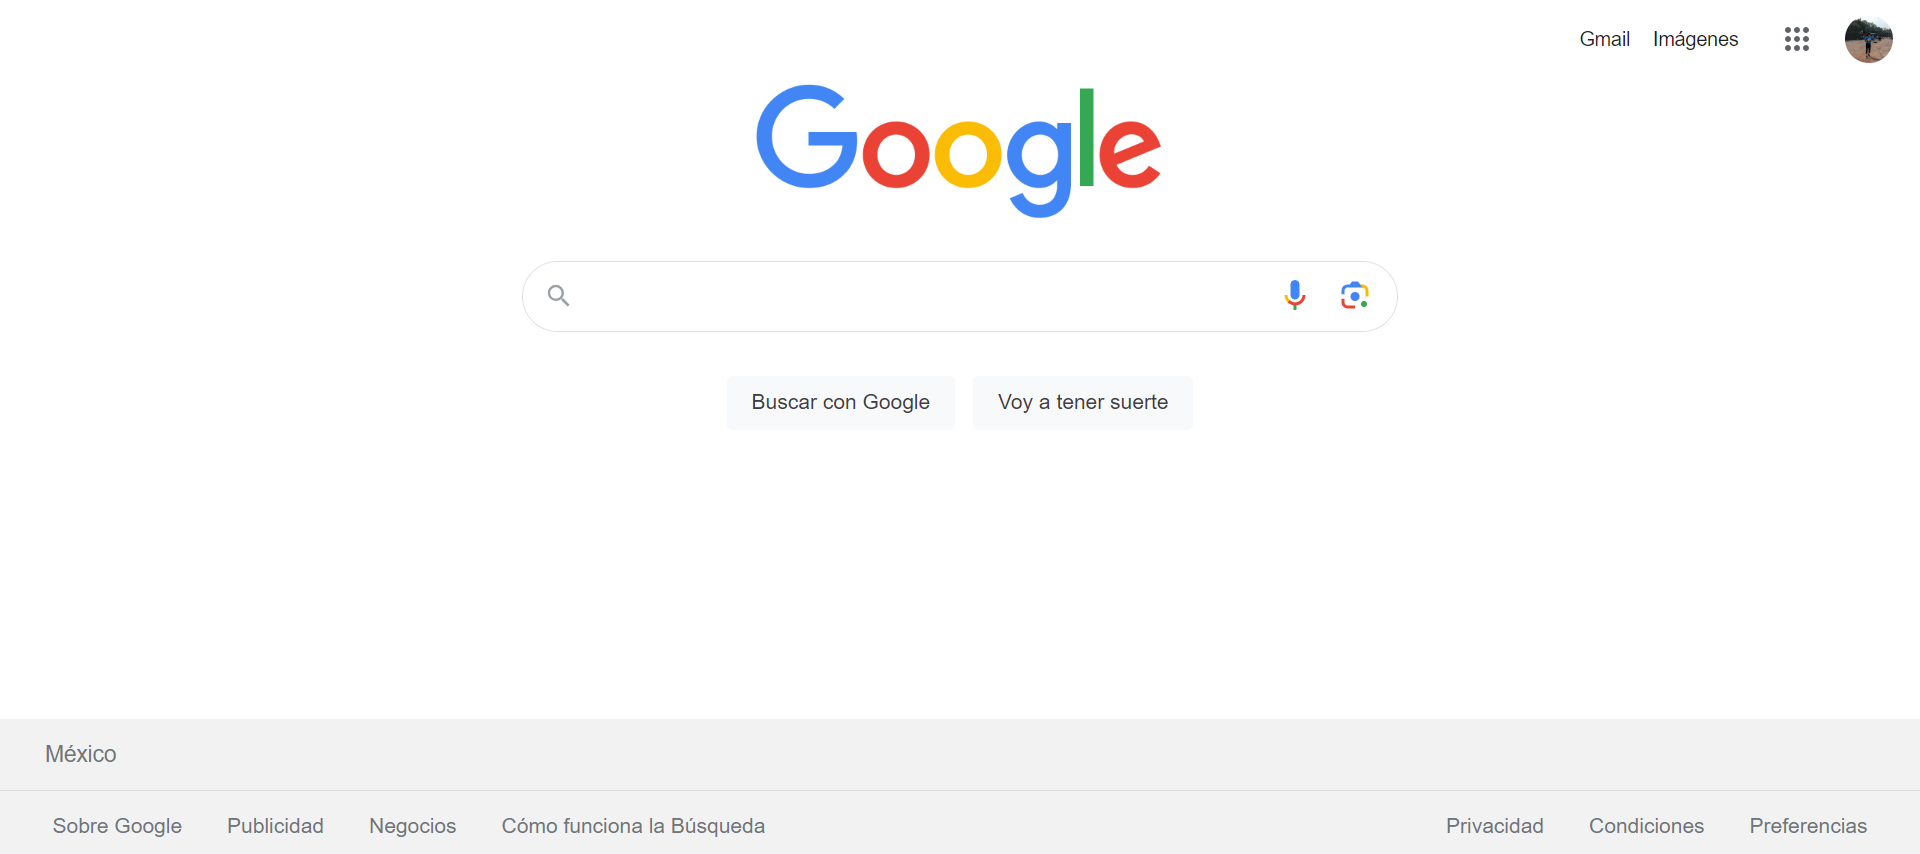 Gmail Imágenes
Google
Buscar con Google Voy a tener suerte
México
Sobre Google Publicidad Negocios Cómo funciona la Búsqueda Privacidad Condiciones Preferencias